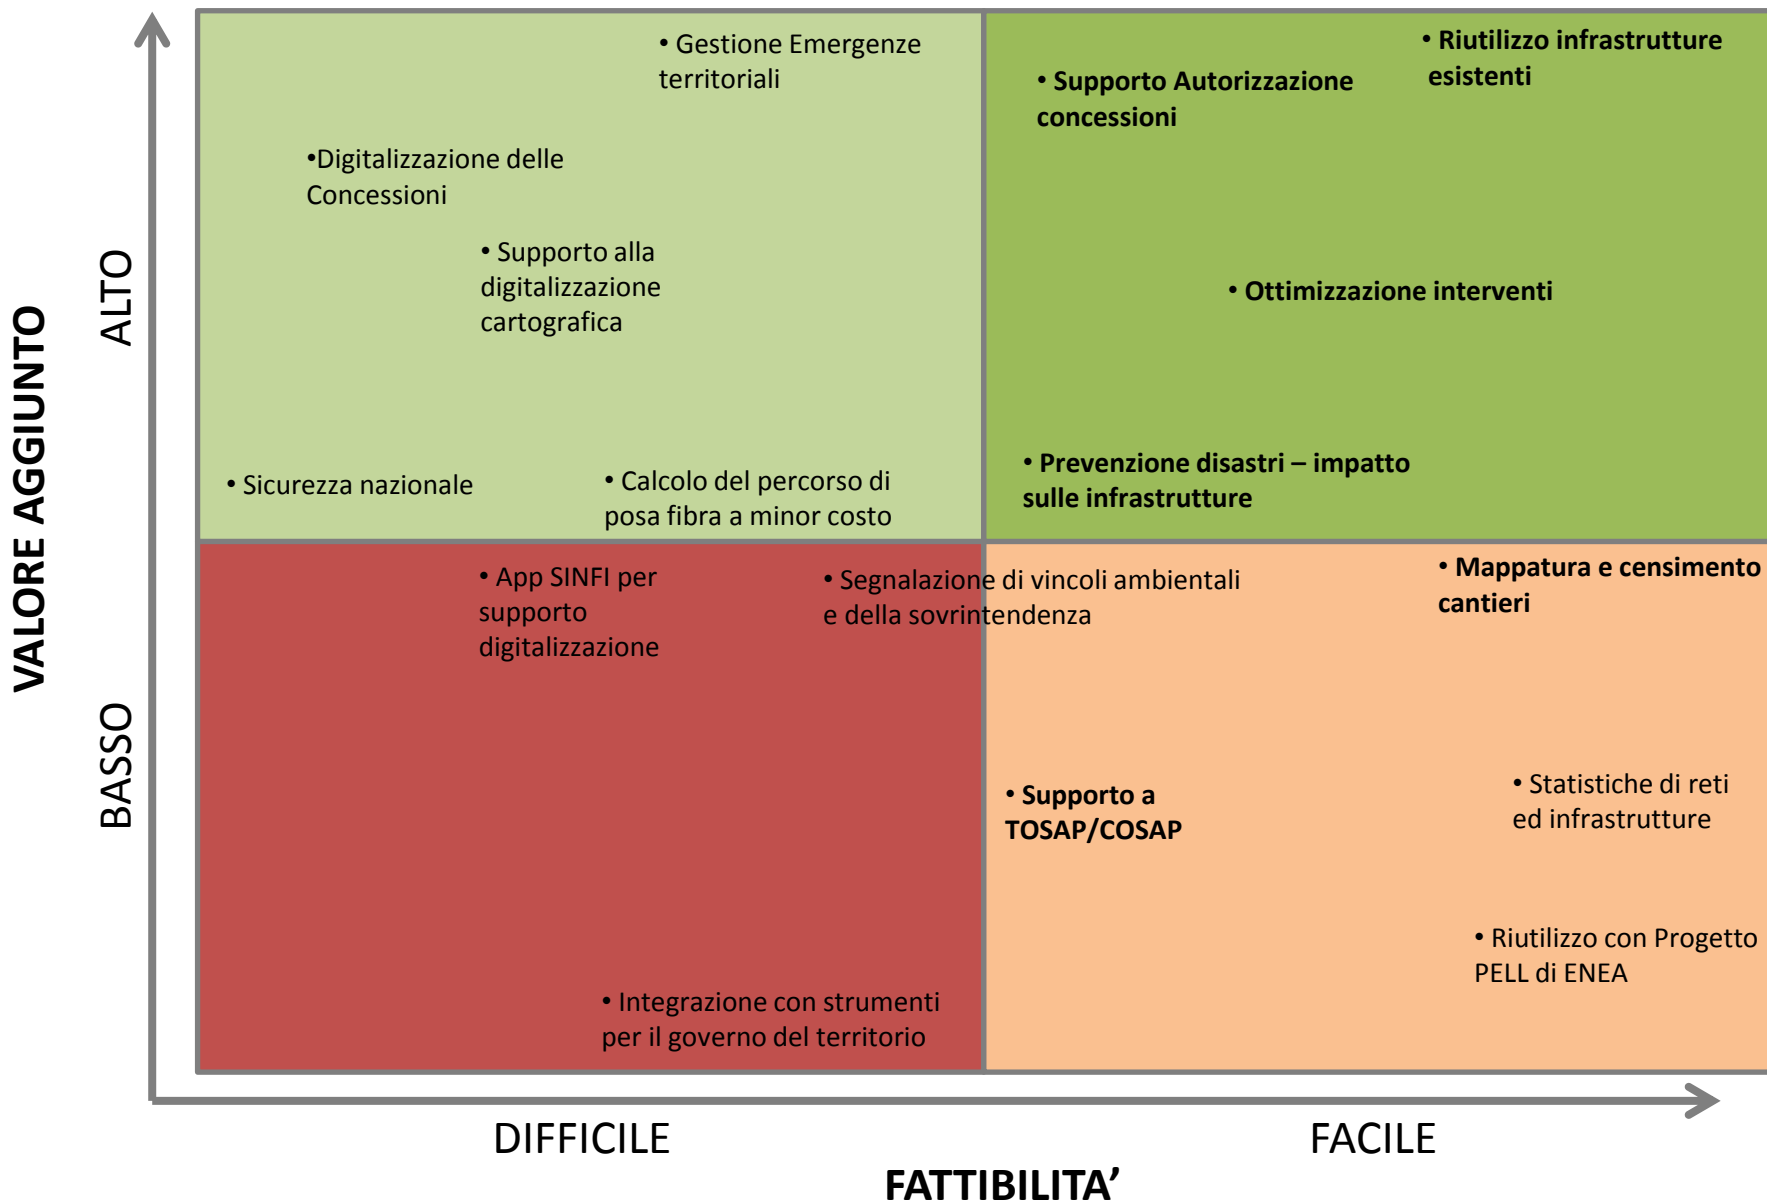 VALORE AGGIUNTO
ALTO
BASSO
• Gestione Emergenze
territoriali
•Digitalizzazione delle
Concessioni
• Supporto alla
digitalizzazione
cartografica
• Sicurezza nazionale
• Calcolo del percorso di
posa fibra a minor costo
• Riutilizzo infrastrutture
esistenti
• Supporto Autorizzazione
concessioni
• Ottimizzazione interventi
• Prevenzione disastri – impatto
sulle infrastrutture
• App SINFI per
supporto
digitalizzazione
• Segnalazione di vincoli ambientali
e della sovrintendenza
• Integrazione con strumenti
per il governo del territorio
• Mappatura e censimento
cantieri
• Supporto a
TOSAP/COSAP
• Statistiche di reti
ed infrastrutture
• Riutilizzo con Progetto
PELL di ENEA
DIFFICILE
FACILE
FATTIBILITA’